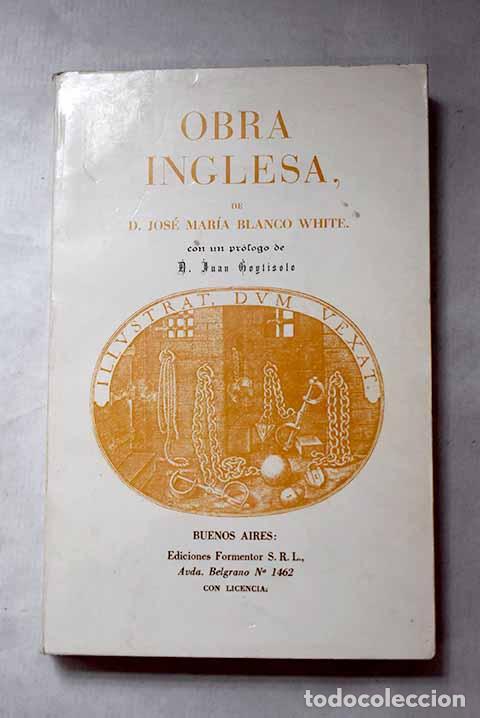 OBRA
INGLESA,
DE
D. JOSÉ MARÍA BLANCO WHITE.
con un prólogo de
D. Juan Goytisolo
ILLVSTRAT, DVM VEXAT.
BUENOS AIRES:
Ediciones Formentor S. R. L.,
Avda. Belgrano Nº 1462
CON LICENCIA:
todocoleccion